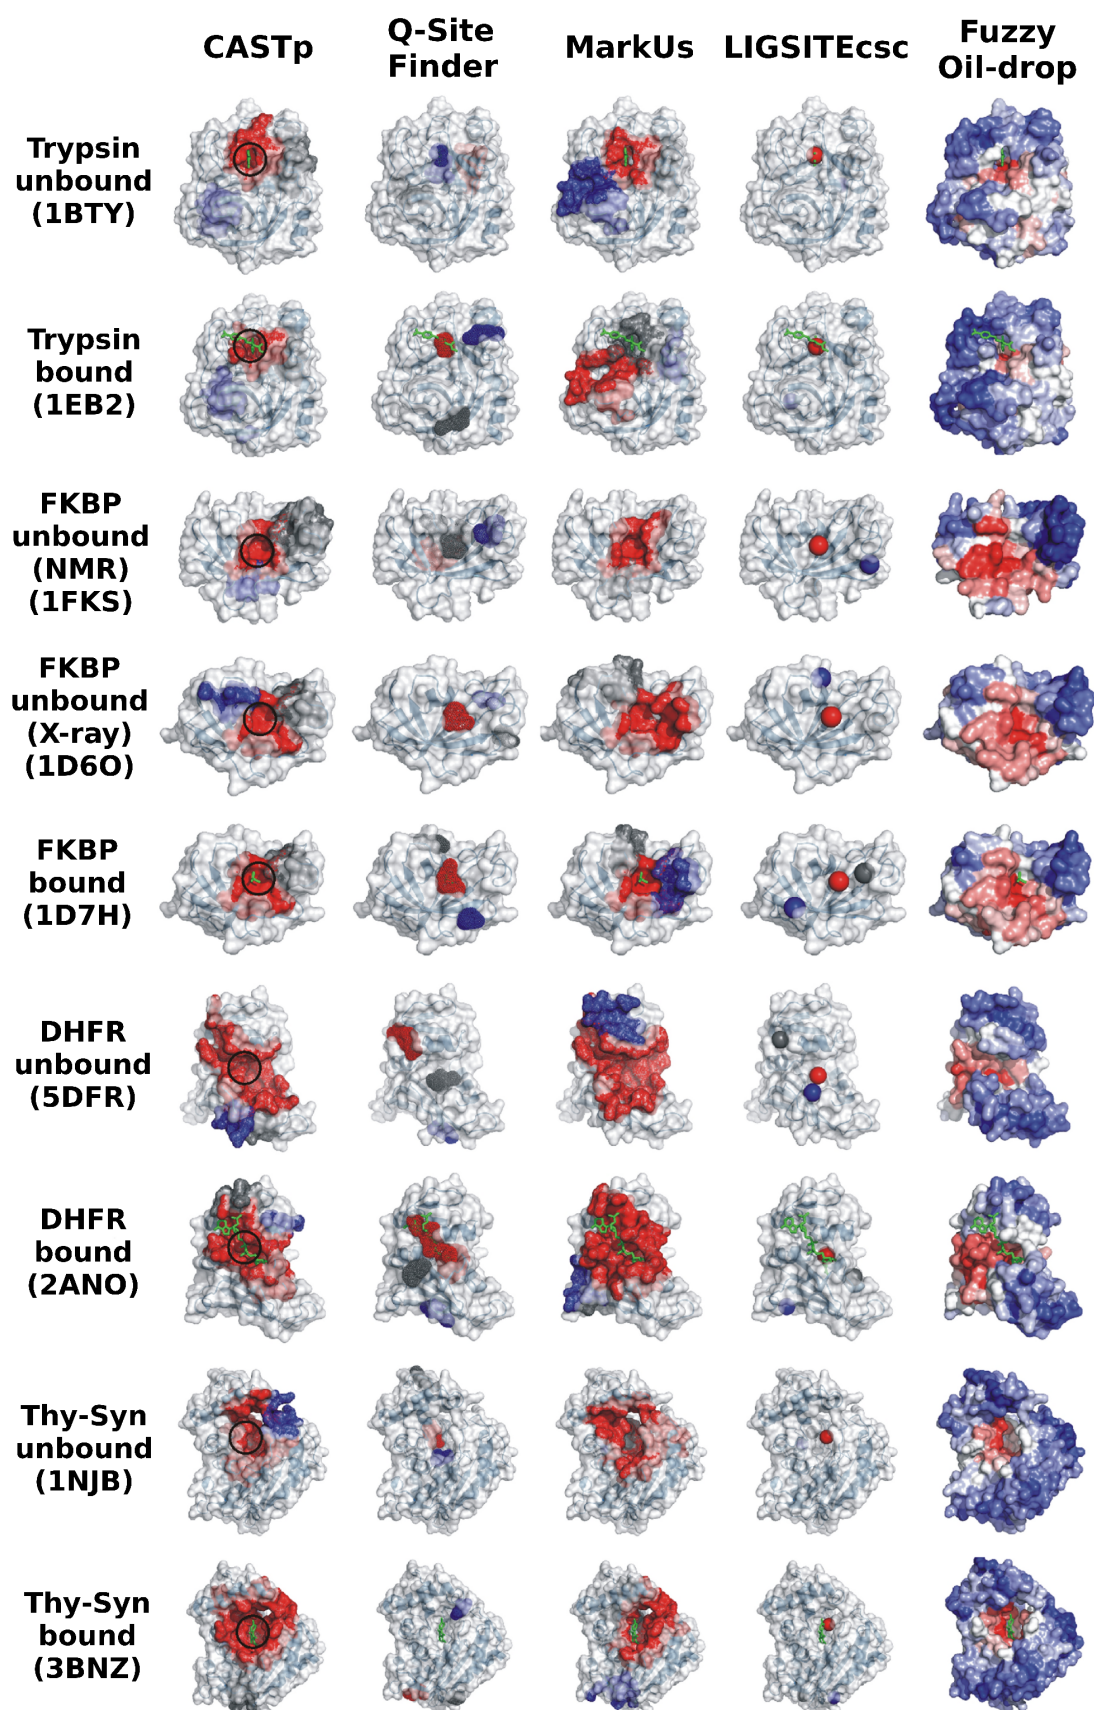 CASTp
Q-Site
Finder
MarkUs
LIGSITEcsc
Fuzzy
Oil-drop
Trypsin
unbound
(1BTY)
Trypsin
bound
(1EB2)
FKBP
unbound
(NMR)
(1FKS)
FKBP
unbound
(X-ray)
(1D6O)
FKBP
bound
(1D7H)
DHFR
unbound
(5DFR)
DHFR
bound
(2ANO)
Thy-Syn
unbound
(1NJB)
Thy-Syn
bound
(3BNZ)